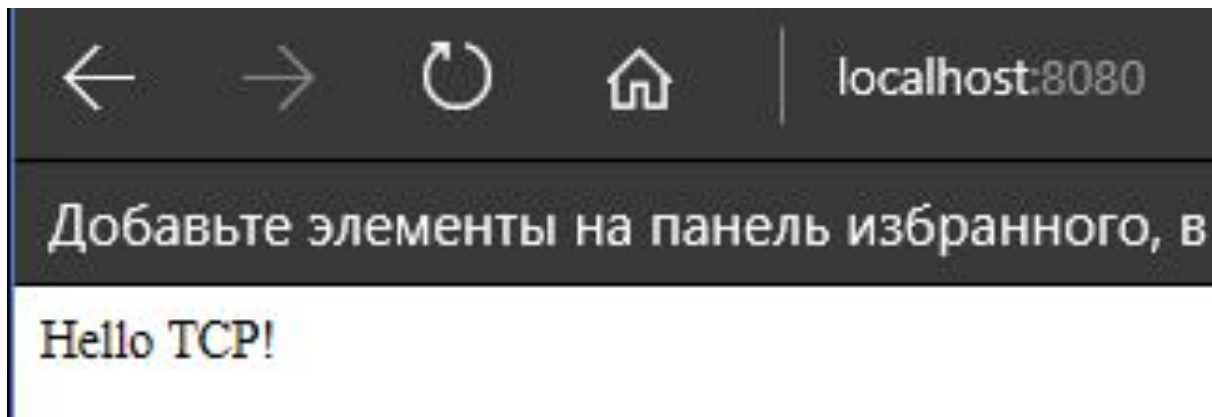 localhost:8080
Добавьте элементы на панель избранного, в
Hello TCP!